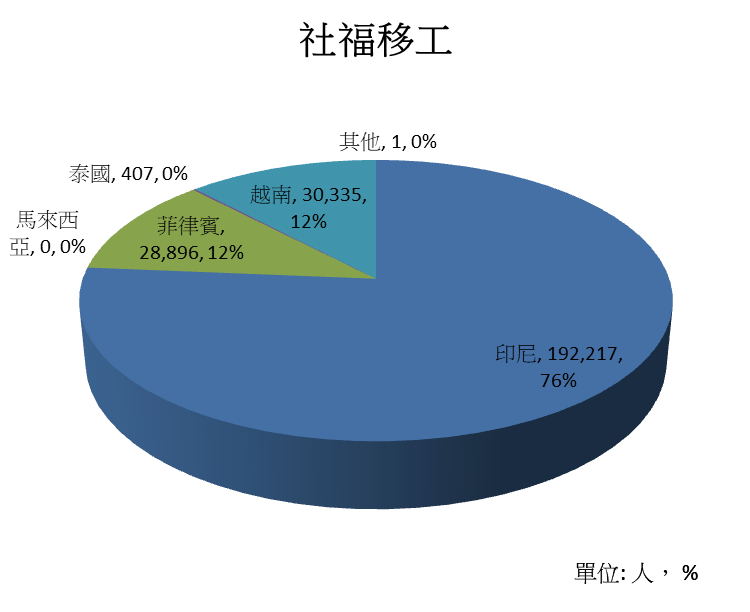 社福移工
其他, 1, 0%
泰國, 407, 0%
越南, 30,335,
12%
馬來西
亞, 0, 0%
菲律賓,
28,896, 12%
印尼, 192,217,
76%
單位: 人， %